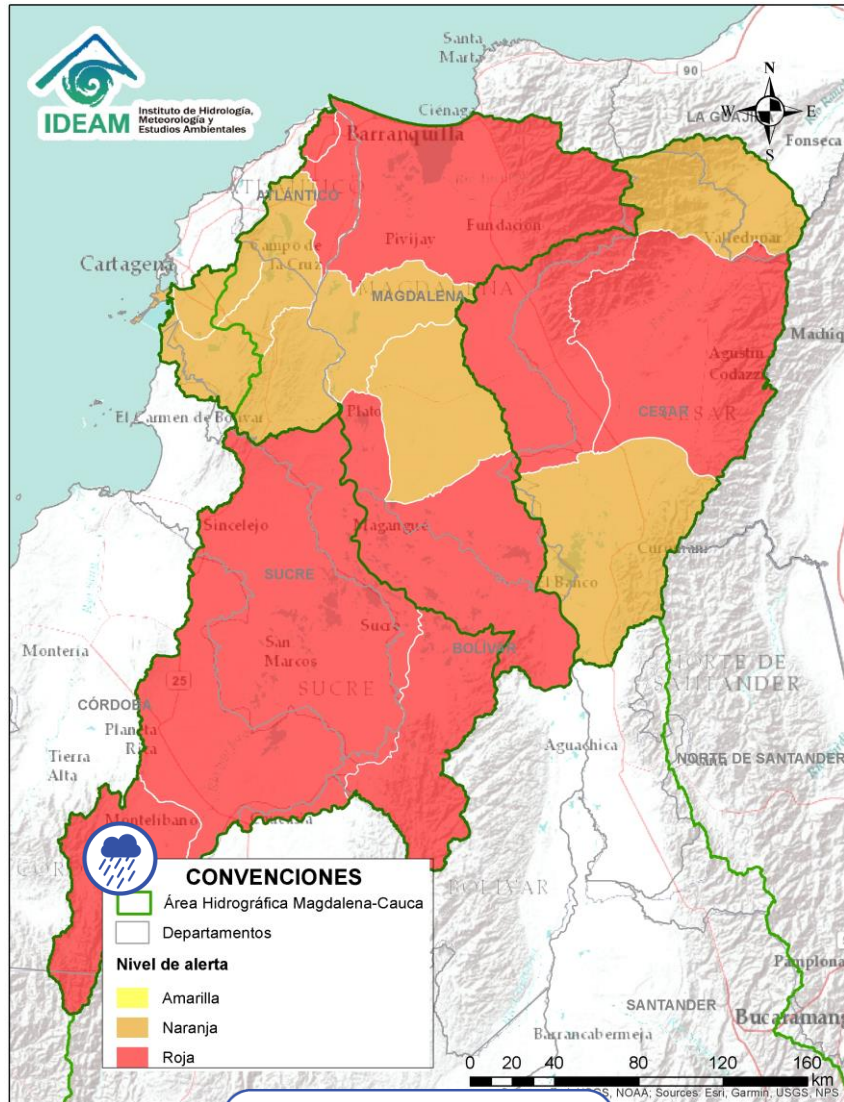 Santa
Marta
90
N
W
E
S
IDEAM
Instituto de Hidrología,
Meteorología y
Estudios Ambientales
Ciénaga
LA GUAJIRA
Fonseca
Barranquilla
ATLÁNTICO
Pivijay
Fundación
Campo de
la Cruz
Valledupar
Cartagena
MAGDALENA
MAGDALENA
Agustín
Codazzi
El Carmen de Bolívar
Plato
CESAR
CESAR
Sincelejo
Magangué
SUCRE
El Banco
Sucre
Montería
San
Marcos
BOLÍVAR
25
SUCRE
NORTE DE
SANTANDER
CÓRDOBA
Planeta
Rica
Aguachica
Tierra
Alta
NORTE DE SANTANDER
Montelíbano
BOLÍVAR
CONVENCIONES
Área Hidrográfica Magdalena-Cauca
Departamentos
Nivel de alerta
Amarilla
Naranja
Roja
Pamplona
SANTANDER
Bucaramang
Barrancabermeja
0 20 40 80 120 160
km
NOAA; Sources: Esri, Garmin, USGS, NPS